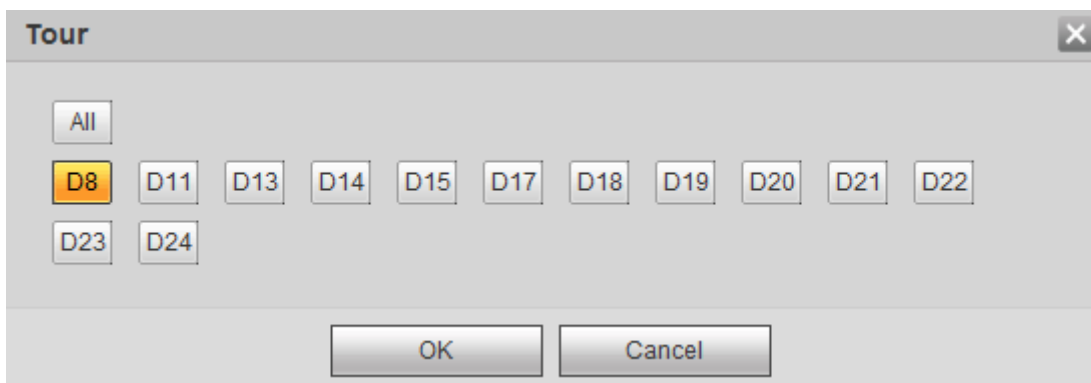 Tour
All
D8 D11 D13 D14 D15 D17 D18 D19 D20 D21 D22
D23 D24
OK Cancel